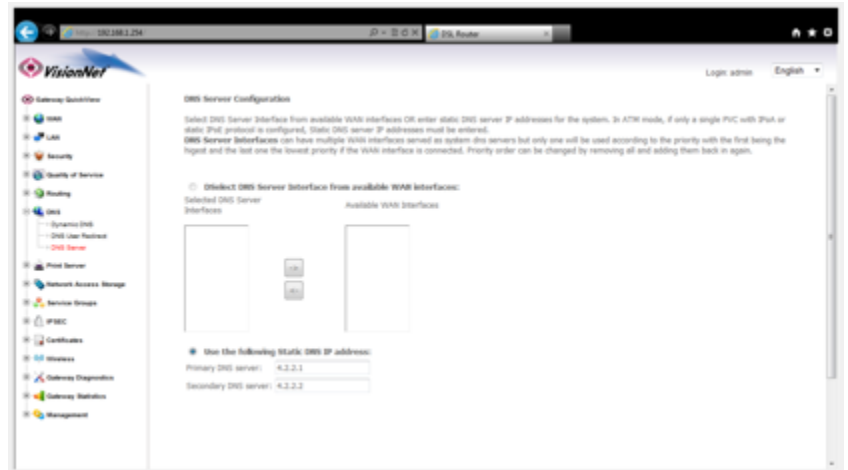 http://192.168.1.254/
DSL Router
VisionNet
Login: admin
English
Gateway QuickView
WAN
LAN
Security
Quality of Service
Routing
DNS
Dynamic DNS
DNS User Redirect
DNS Server
Print Server
Network Access Storage
Service Groups
IPSEC
Certificates
Wireless
Gateway Diagnostics
Gateway Statistics
Management
DNS Server Configuration
Select DNS Server Interface from available WAN interfaces OR enter static DNS server IP addresses for the system. In ATM mode, if only a single PVC with IPoA or
static IPoE protocol is configured, Static DNS server IP addresses must be entered.
DNS Server Interfaces can have multiple WAN interfaces served as system dns servers but only one will be used according to the priority with the first being the
higest and the last one the lowest priority if the WAN interface is connected. Priority order can be changed by removing all and adding them back in again.
OSelect DNS Server Interface from available WAN interfaces:
Selected DNS Server
Interfaces
Available WAN Interfaces
->
<-
Use the following Static DNS IP address:
Primary DNS server: 4.2.2.1
Secondary DNS server: 4.2.2.2